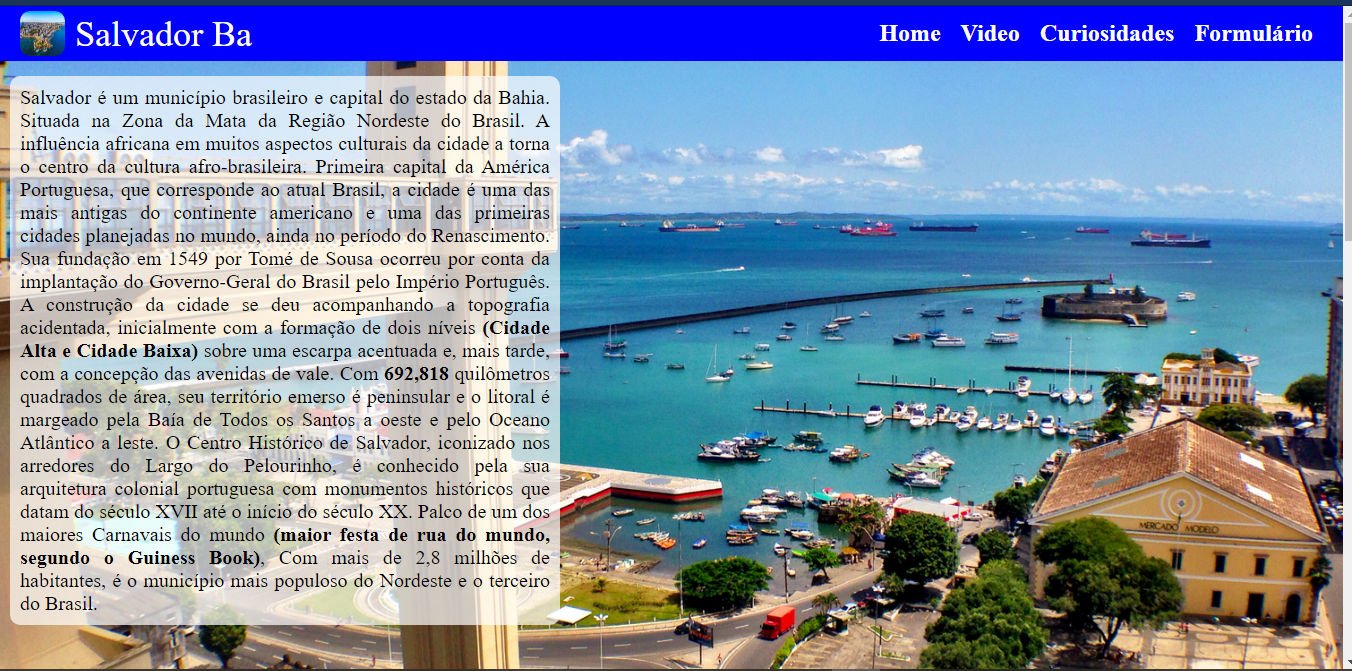 Salvador Ba
Home Video Curiosidades Formulário
Salvador é um município brasileiro e capital do estado da Bahia.
Situada na Zona da Mata da Região Nordeste do Brasil. A
influência africana em muitos aspectos culturais da cidade a torna
o centro da cultura afro-brasileira. Primeira capital da América
Portuguesa, que corresponde ao atual Brasil, a cidade é uma das
mais antigas do continente americano e uma das primeiras
cidades planejadas no mundo, ainda no período do Renascimento.
Sua fundação em 1549 por Tomé de Sousa ocorreu por conta da
implantação do Governo-Geral do Brasil pelo Império Português.
A construção da cidade se deu acompanhando a topografia
acidentada, inicialmente com a formação de dois níveis (Cidade
Alta e Cidade Baixa) sobre uma escarpa acentuada e, mais tarde,
com a concepção das avenidas de vale. Com 692,818 quilômetros
quadrados de área, seu território emerso é peninsular e o litoral é
margeado pela Baía de Todos os Santos a oeste e pelo Oceano
Atlântico a leste. O Centro Histórico de Salvador, iconizado nos
arredores do Largo do Pelourinho, é conhecido pela sua
arquitetura colonial portuguesa com monumentos históricos que
datam do século XVII até o início do século XX. Palco de um dos
maiores Carnavais do mundo (maior festa de rua do mundo,
segundo o Guiness Book), Com mais de 2,8 milhões de
habitantes, é o município mais populoso do Nordeste e o terceiro
do Brasil.
MERCADO MODELO